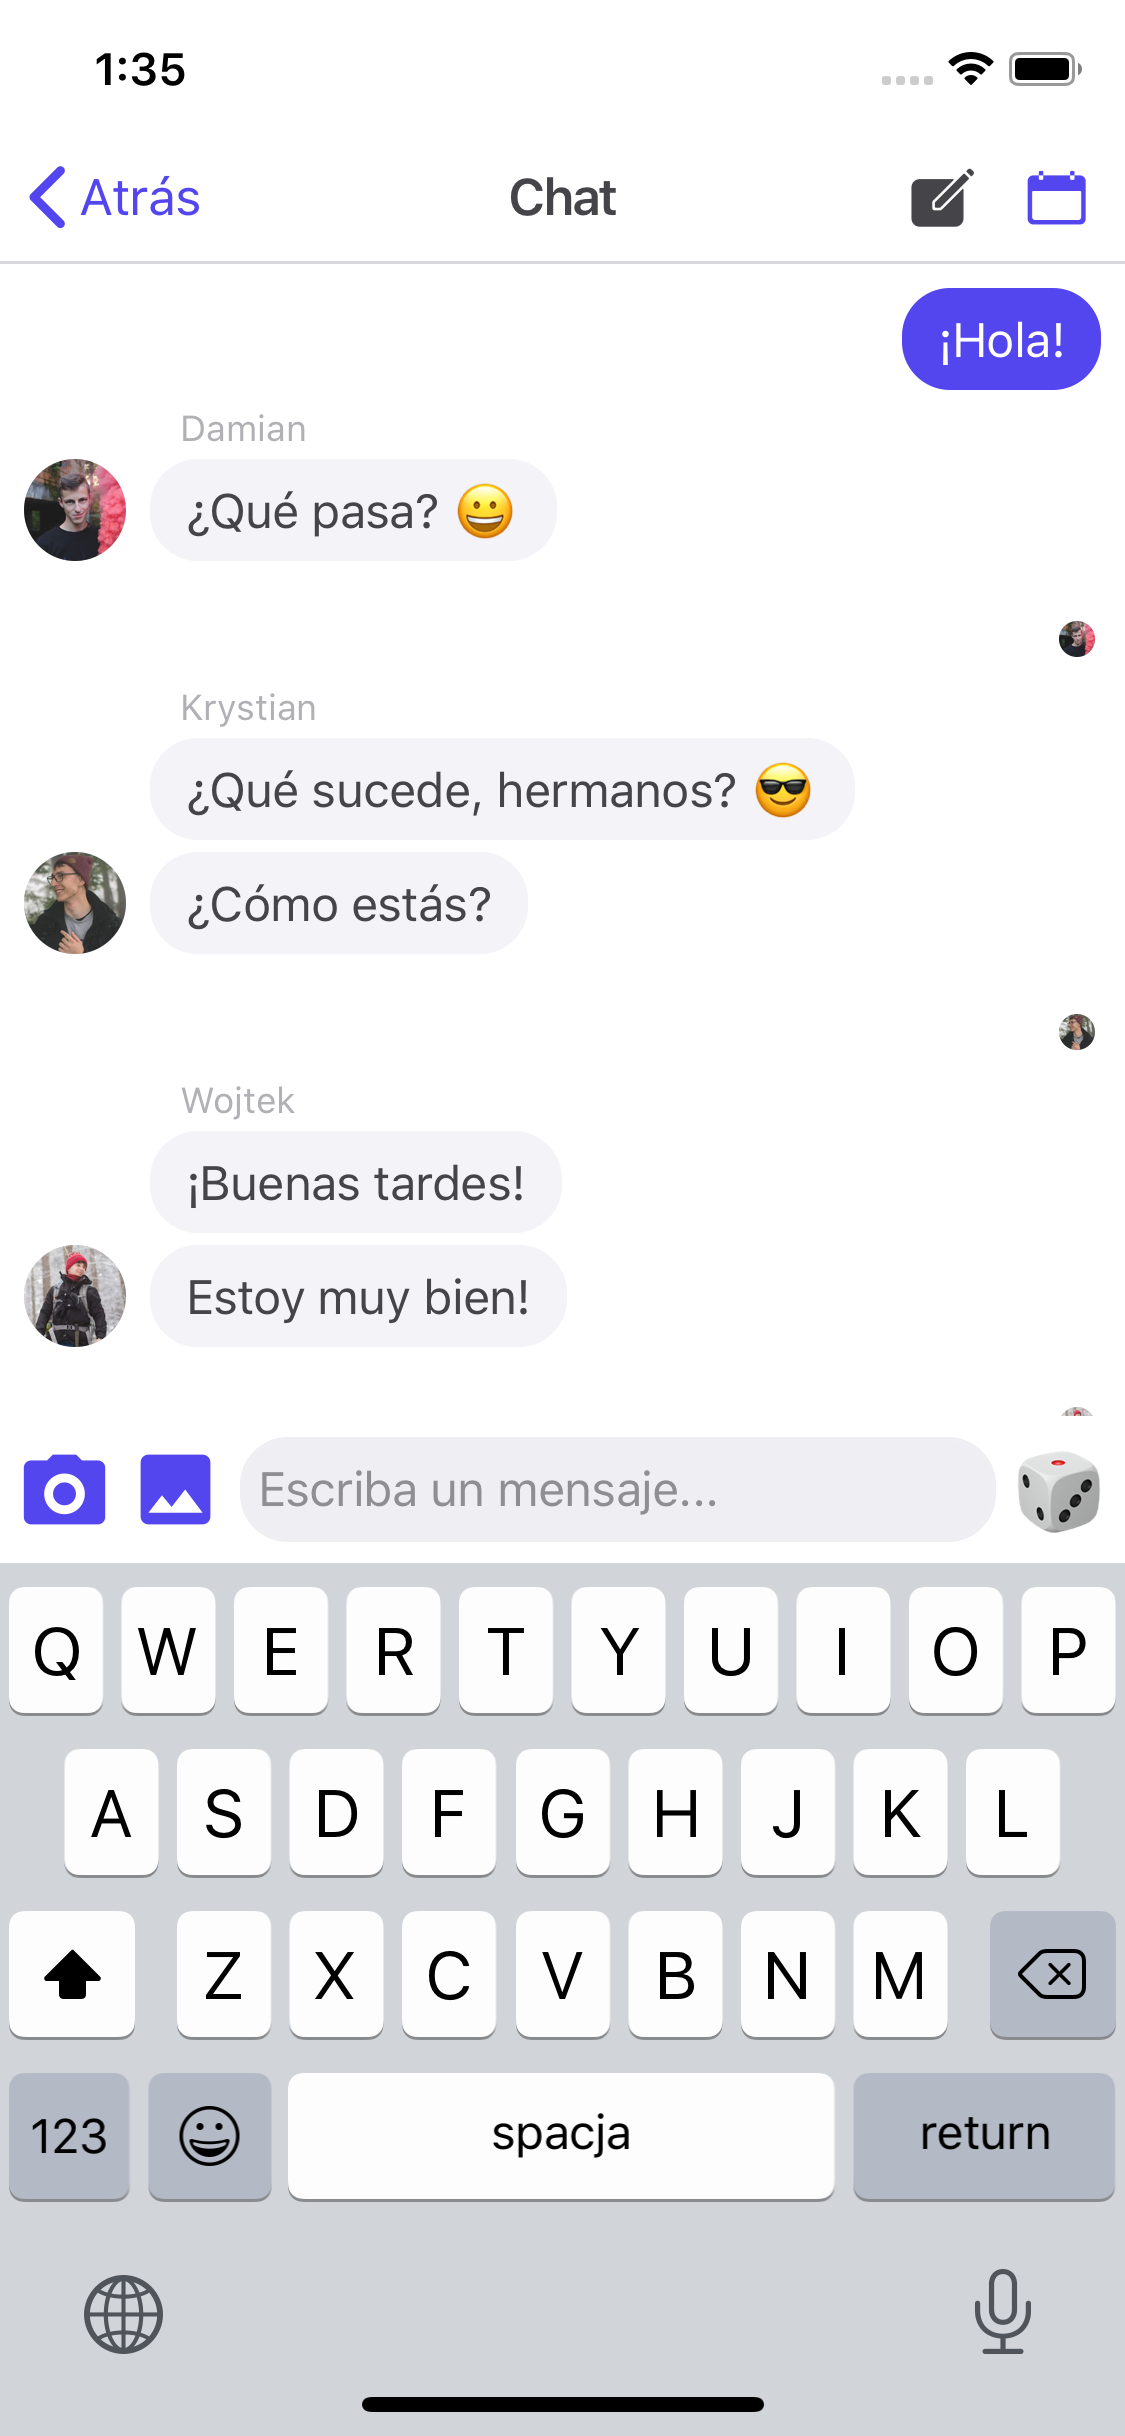 1:35
Atrás Chat
¡Hola!
Damian
¿Qué pasa? 😀
Krystian
¿Qué sucede, hermanos? 😎
¿Cómo estás?
Wojtek
¡Buenas tardes!
Estoy muy bien!
Escriba un mensaje...
Q W E R T Y U I O P
A S D F G H J K L
Z X C V B N M
123 spacja return